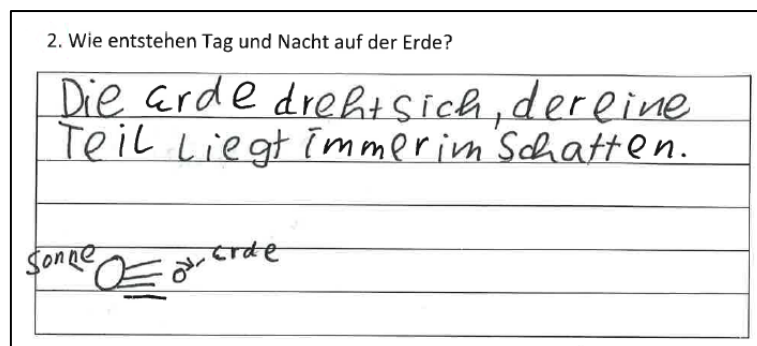 2. Wie entstehen Tag und Nacht auf der Erde?
Die Erde dreht sich, der eine
Teil liegt immer im Schatten.
Sonne Erde